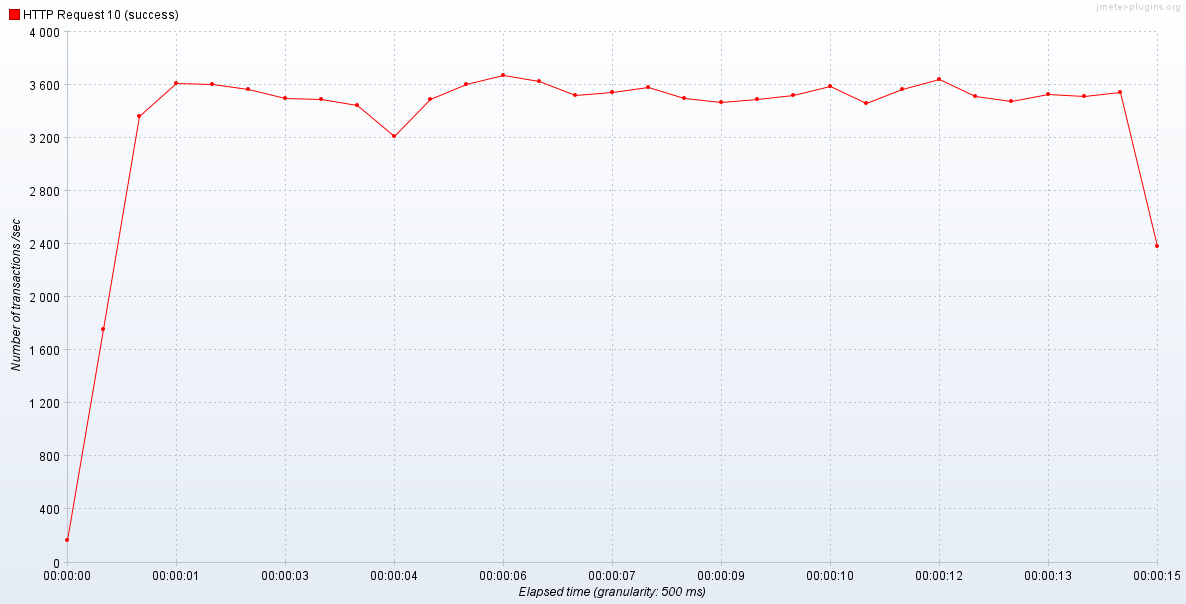 HTTP Request 10 (success)
jmeter-plugins.org
4 000
3 600
3 200
2 800
2 400
2 000
1 600
1 200
800
400
0
Number of transactions /sec
00:00:00 00:00:01 00:00:03 00:00:04 00:00:06 00:00:07 00:00:09 00:00:10 00:00:12 00:00:13 00:00:15
Elapsed time (granularity: 500 ms)